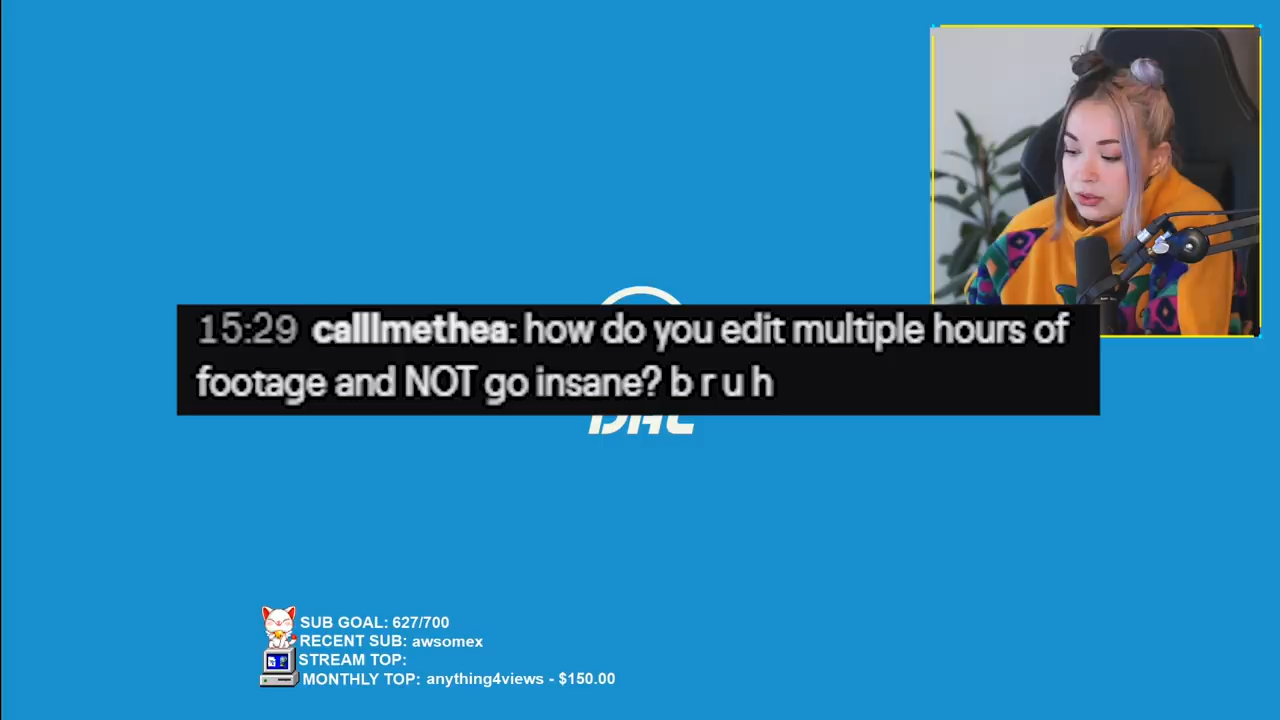 15:29 calllmethea: how do you edit multiple hours of
footage and NOT go insane? b r u h
SUB GOAL: 627/700
RECENT SUB: awsomex
STREAM TOP:
MONTHLY TOP: anything4views - $150.00